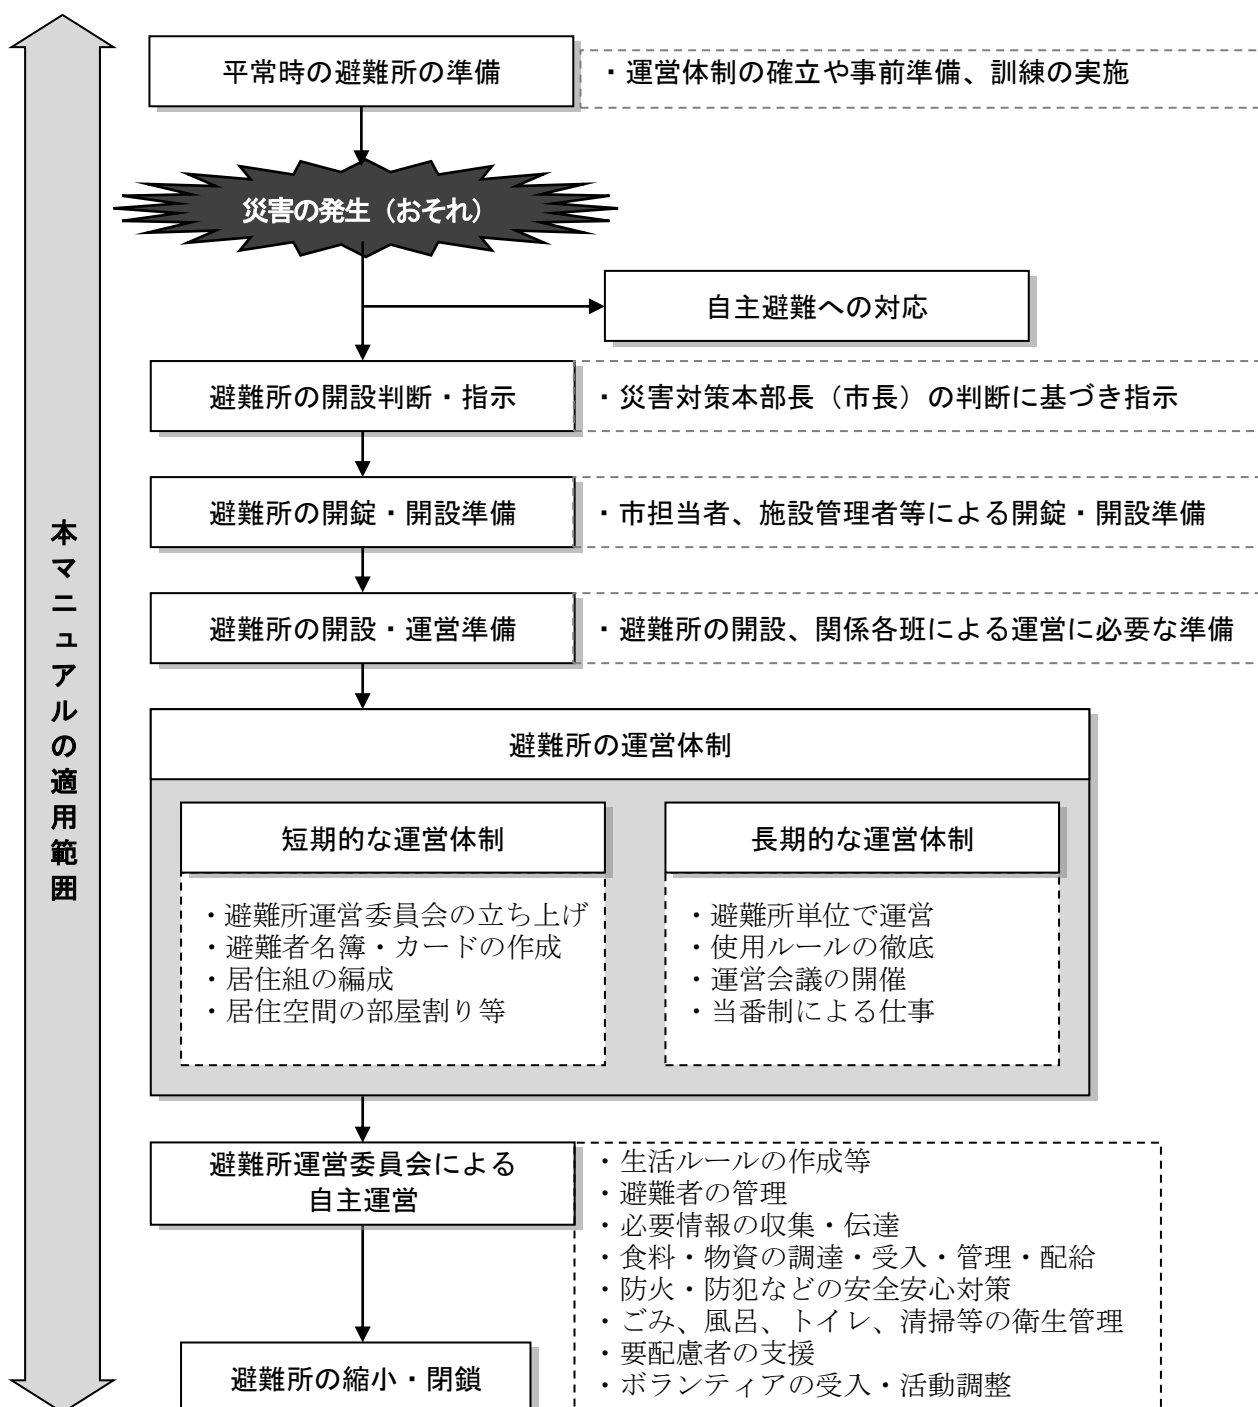 本マニュアルの適用範囲
平常時の避難所の準備
・運営体制の確立や事前準備、訓練の実施
災害の発生（おそれ）
自主避難への対応
避難所の開設判断・指示
・災害対策本部長（市長）の判断に基づき指示
避難所の開錠・開設準備
・市担当者、施設管理者等による開錠・開設準備
避難所の開設・運営準備
・避難所の開設、関係各班による運営に必要な準備
避難所の運営体制
短期的な運営体制
・避難所運営委員会の立ち上げ
・避難者名簿・カードの作成
・居住組の編成
・居住空間の部屋割り等
長期的な運営体制
・避難所単位で運営
・使用ルールの徹底
・運営会議の開催
・当番制による仕事
避難所運営委員会による
自主運営
・生活ルールの作成等
・避難者の管理
・必要情報の収集・伝達
・食料・物資の調達・受入・管理・配給
・防火・防犯などの安全安心対策
・ごみ、風呂、トイレ、清掃等の衛生管理
・要配慮者の支援
・ボランティアの受入・活動調整
避難所の縮小・閉鎖